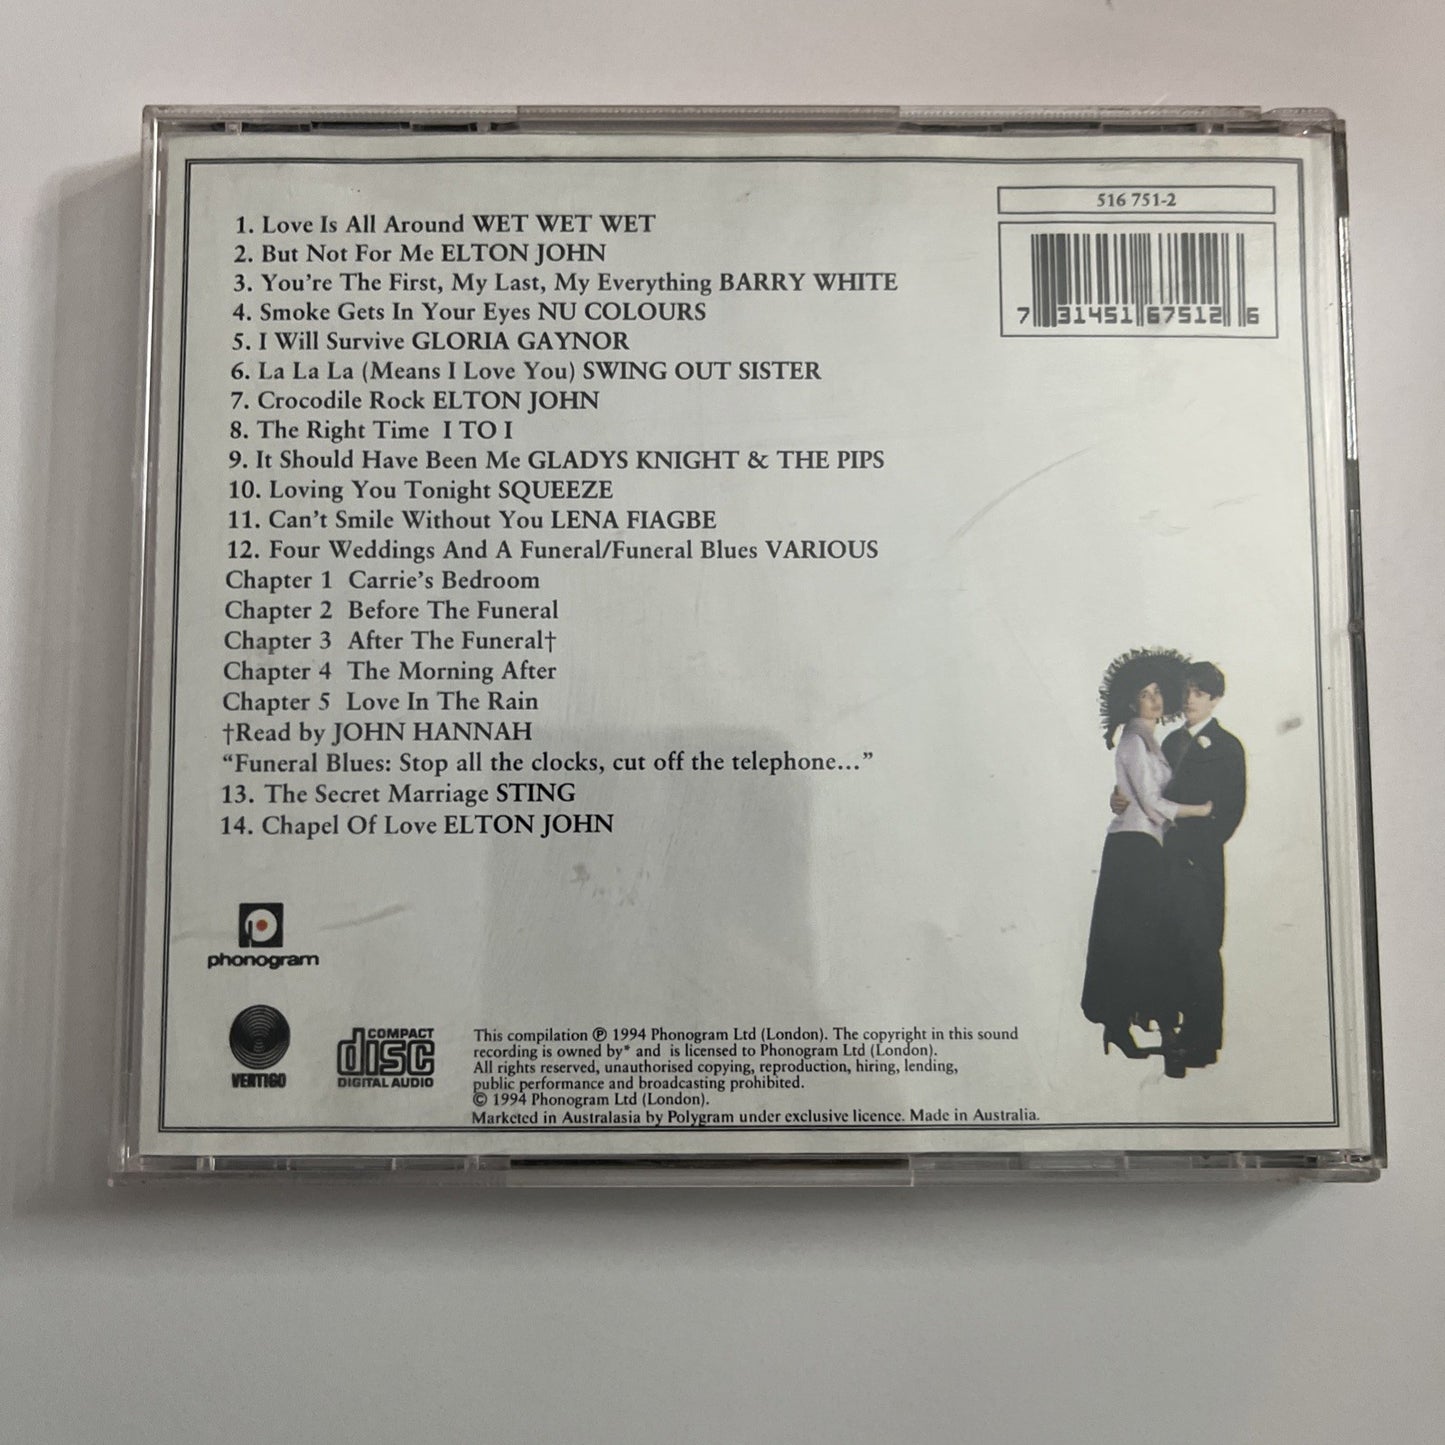 516 751-2
7 31451 67512 6
1. Love Is All Around WET WET WET
2. But Not For Me ELTON JOHN
3. You're The First, My Last, My Everything BARRY WHITE
4. Smoke Gets In Your Eyes NU COLOURS
5. I Will Survive GLORIA GAYNOR
6. La La La (Means I Love You) SWING OUT SISTER
7. Crocodile Rock ELTON JOHN
8. The Right Time I TO I
9. It Should Have Been Me GLADYS KNIGHT & THE PIPS
10. Loving You Tonight SQUEEZE
11. Can't Smile Without You LENA FIAGBE
12. Four Weddings And A Funeral/Funeral Blues VARIOUS
Chapter 1 Carrie's Bedroom
Chapter 2 Before The Funeral
Chapter 3 After The Funeral†
Chapter 4 The Morning After
Chapter 5 Love In The Rain
†Read by JOHN HANNAH
"Funeral Blues: Stop all the clocks, cut off the telephone..."
13. The Secret Marriage STING
14. Chapel Of Love ELTON JOHN
phonogram
VERTIGO
COMPACT
disc
DIGITAL AUDIO
This compilation ℗ 1994 Phonogram Ltd (London). The copyright in this sound
recording is owned by* and is licensed to Phonogram Ltd (London).
All rights reserved, unauthorised copying, reproduction, hiring, lending,
public performance and broadcasting prohibited.
© 1994 Phonogram Ltd (London).
Marketed in Australasia by Polygram under exclusive licence. Made in Australia.